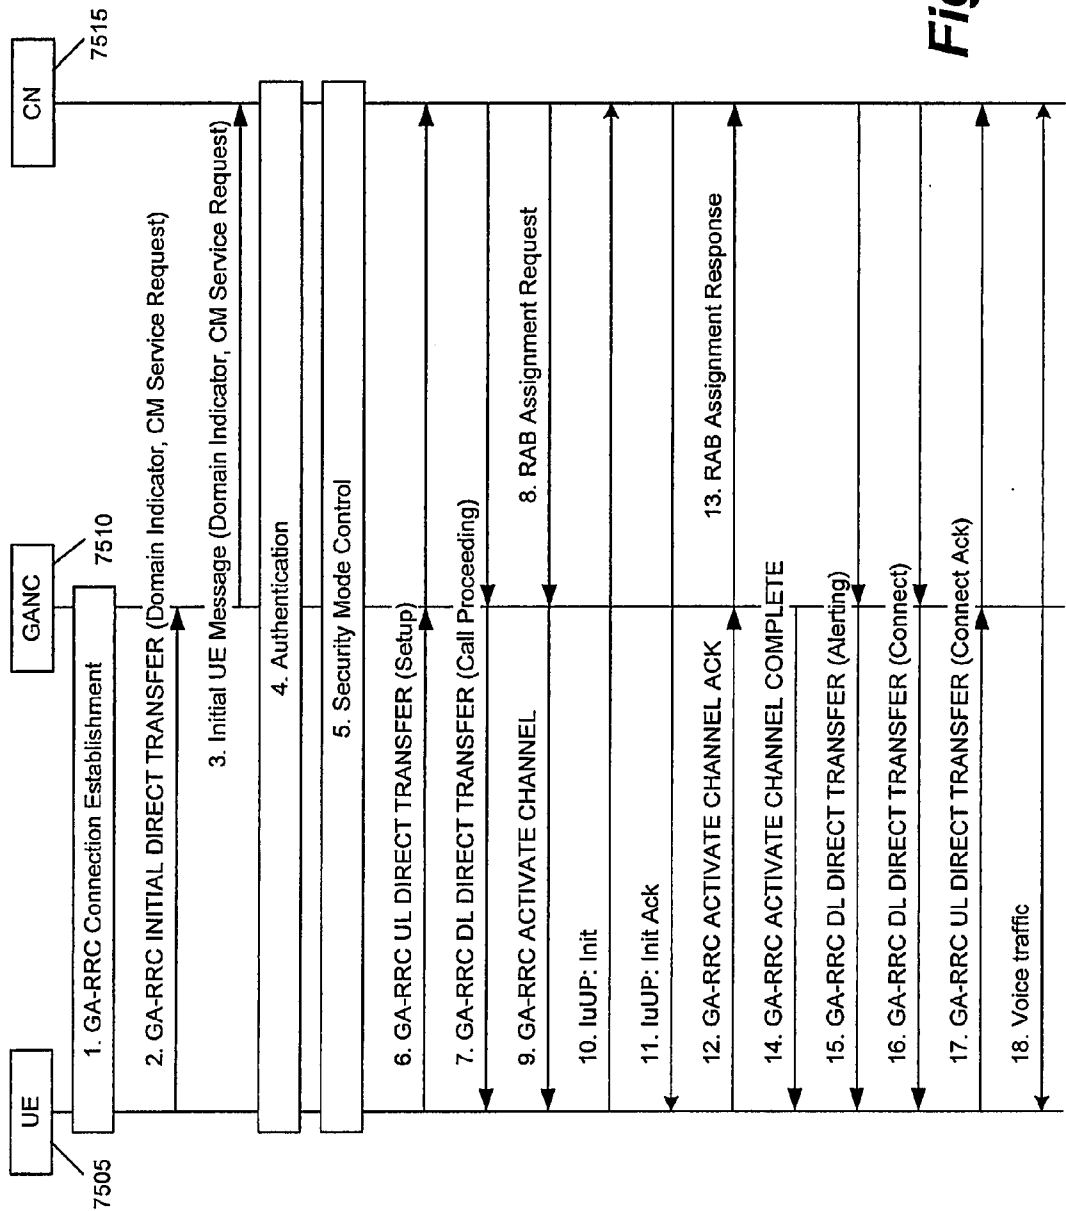 UE
GANC
CN
7505
7510
7515
1. GA-RRC Connection Establishment
2. GA-RRC INITIAL DIRECT TRANSFER (Domain Indicator, CM Service Request)
3. Initial UE Message (Domain Indicator, CM Service Request)
4. Authentication
5. Security Mode Control
6. GA-RRC UL DIRECT TRANSFER (Setup)
7. GA-RRC DL DIRECT TRANSFER (Call Proceeding)
8. RAB Assignment Request
9. GA-RRC ACTIVATE CHANNEL
10. IuUP: Init
11. IuUP: Init Ack
12. GA-RRC ACTIVATE CHANNEL ACK
13. RAB Assignment Response
14. GA-RRC ACTIVATE CHANNEL COMPLETE
15. GA-RRC DL DIRECT TRANSFER (Alerting)
16. GA-RRC DL DIRECT TRANSFER (Connect)
17. GA-RRC UL DIRECT TRANSFER (Connect Ack)
18. Voice traffic